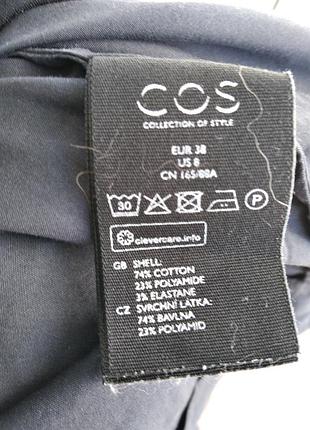 COS
COLLECTION OF STYLE
EUR 38
US 8
CN 165/88A
30 P
clevercare.info
GB SHELL:
74% COTTON
23% POLYAMIDE
3% ELASTANE
CZ SVRCHNÍ LÁTKA:
74% BAVLNA
23% POLYAMID